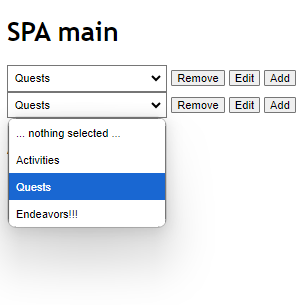 SPA main
Quests Remove Edit Add
Quests Remove Edit Add
... nothing selected ...
Activities
Quests
Endeavors!!!